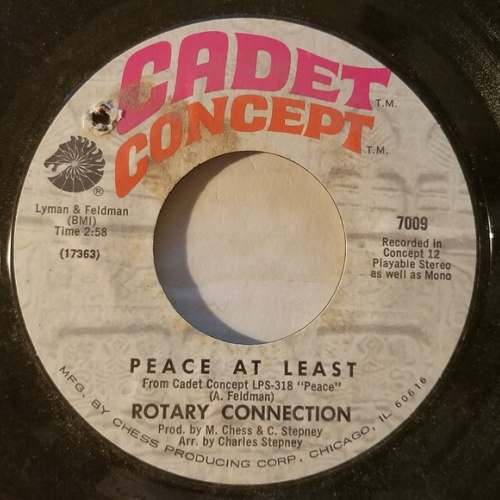 CADET T.M.
CONCEPT T.M.
®
Lyman & Feldman
(BMI)
Time 2:58
(17363)
7009
Recorded in
Concept 12
Playable Stereo
as well as Mono
PEACE AT LEAST
From Cadet Concept LPS-318 "Peace"
(A. Feldman)
ROTARY CONNECTION
Prod. by M. Chess & C. Stepney
Arr. by Charles Stepney
MFG. BY CHESS PRODUCING CORP., CHICAGO, IL 60616